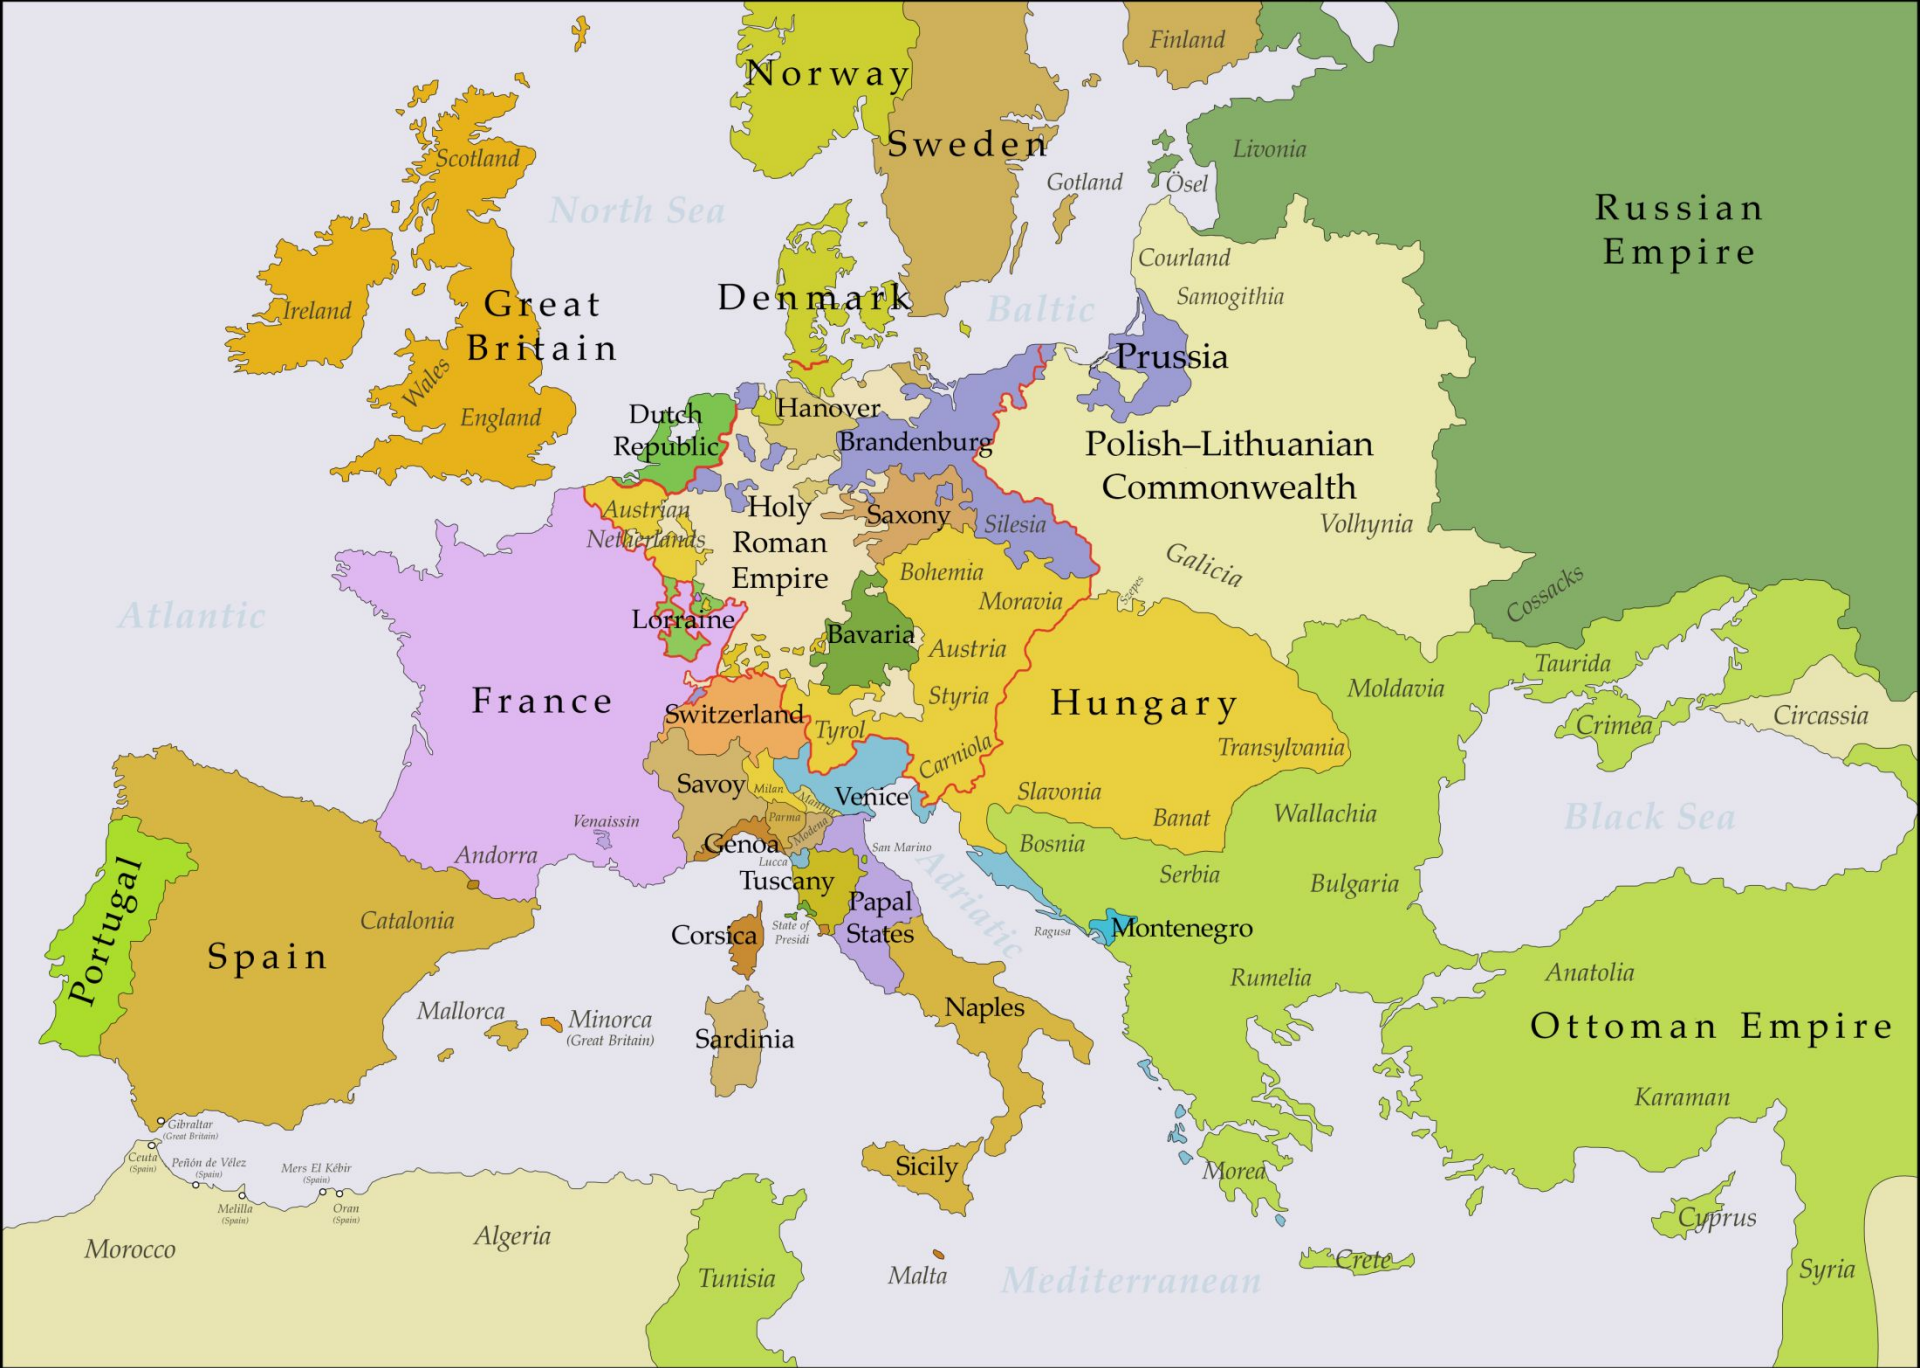 Finland
Norway
Sweden
Scotland
Livonia
Gotland
Ösel
North Sea
Russian
Empire
Courland
Samogithia
Ireland
Great
Britain
Denmark
Baltic
Prussia
Wales
England
Dutch
Republic
Hanover
Brandenburg
Polish–Lithuanian
Commonwealth
Austrian
Netherlands
Holy
Roman
Empire
Saxony
Silesia
Volhynia
Galicia
Szepes
Cossacks
Bohemia
Moravia
Atlantic
Lorraine
Bavaria
Austria
Taurida
Moldavia
France
Styria
Hungary
Switzerland
Tyrol
Carniola
Transylvania
Crimea
Circassia
Savoy
Milan
Mantua
Venice
Slavonia
Banat
Wallachia
Black Sea
Venaissin
Parma
Modena
Genoa
Lucca
San Marino
Bosnia
Andorra
Portugal
Tuscany
Adriatic
Serbia
Bulgaria
Catalonia
Papal
States
Corsica
State of
Presidi
Ragusa
Montenegro
Spain
Rumelia
Anatolia
Mallorca
Minorca
(Great Britain)
Naples
Sardinia
Ottoman Empire
Karaman
Gibraltar
(Great Britain)
Ceuta
(Spain)
Peñón de Vélez
(Spain)
Mers El Kébir
(Spain)
Melilla
(Spain)
Oran
(Spain)
Sicily
Morea
Cyprus
Morocco
Algeria
Tunisia
Malta
Mediterranean
Crete
Syria